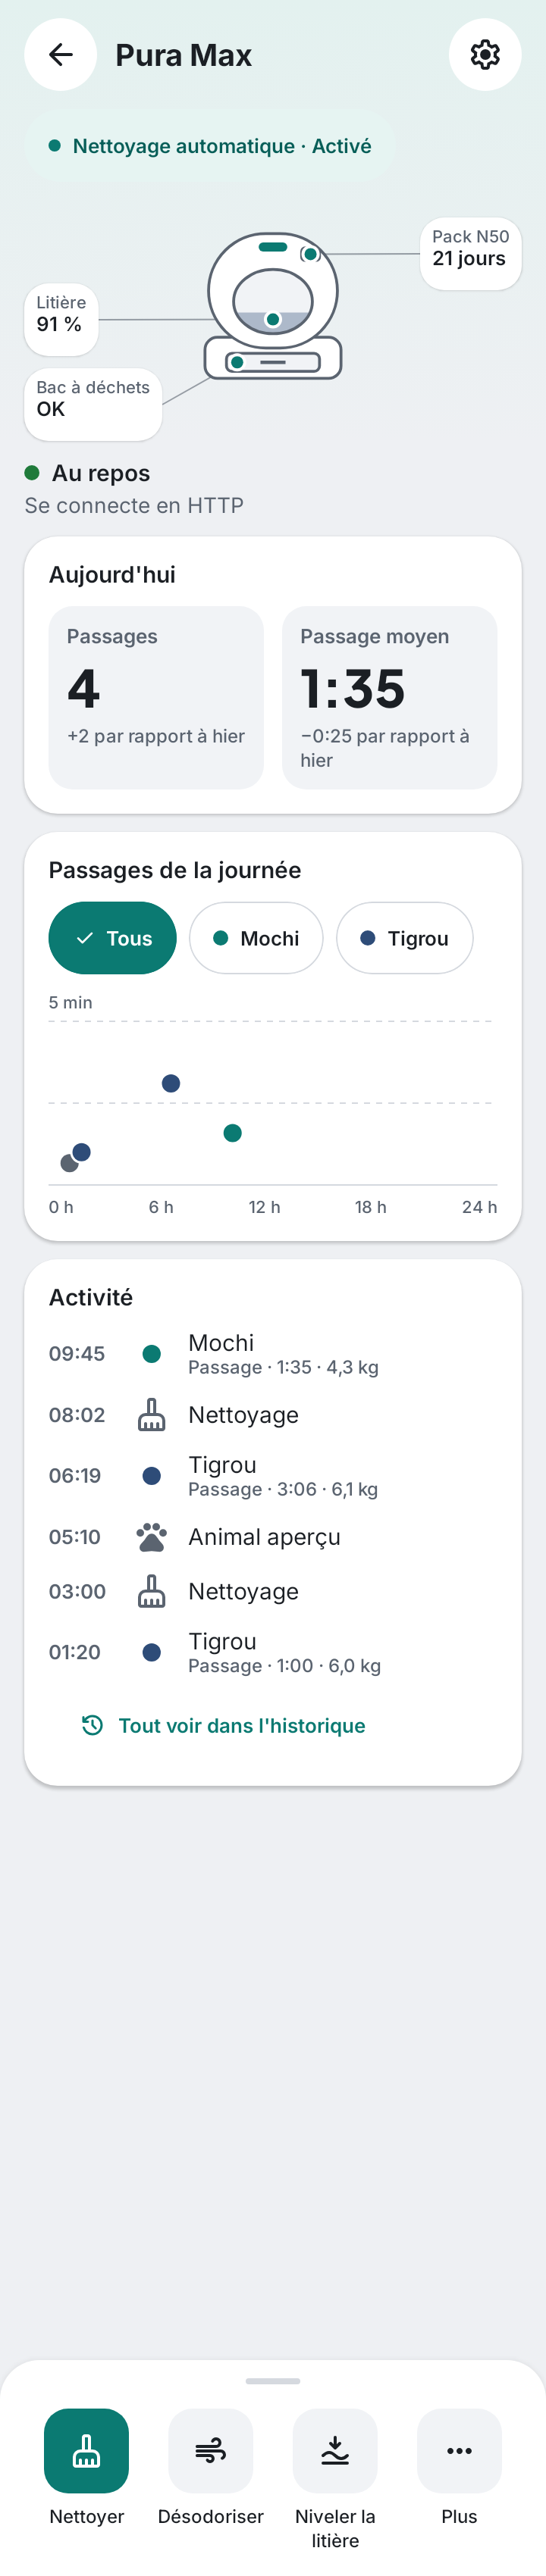 Pura Max
Nettoyage automatique · Activé
Pack N50
21 jours
Litière
91 %
Bac à déchets
OK
Au repos
Se connecte en HTTP
Aujourd'hui
Passages
4
+2 par rapport à hier
Passage moyen
1:35
−0:25 par rapport à
hier
Passages de la journée
Tous
Mochi
Tigrou
5 min
0 h
6 h
12 h
18 h
24 h
Activité
09:45
Mochi
Passage · 1:35 · 4,3 kg
08:02
Nettoyage
06:19
Tigrou
Passage · 3:06 · 6,1 kg
05:10
Animal aperçu
03:00
Nettoyage
01:20
Tigrou
Passage · 1:00 · 6,0 kg
Tout voir dans l'historique
Nettoyer
Désodoriser
Niveler la
litière
Plus